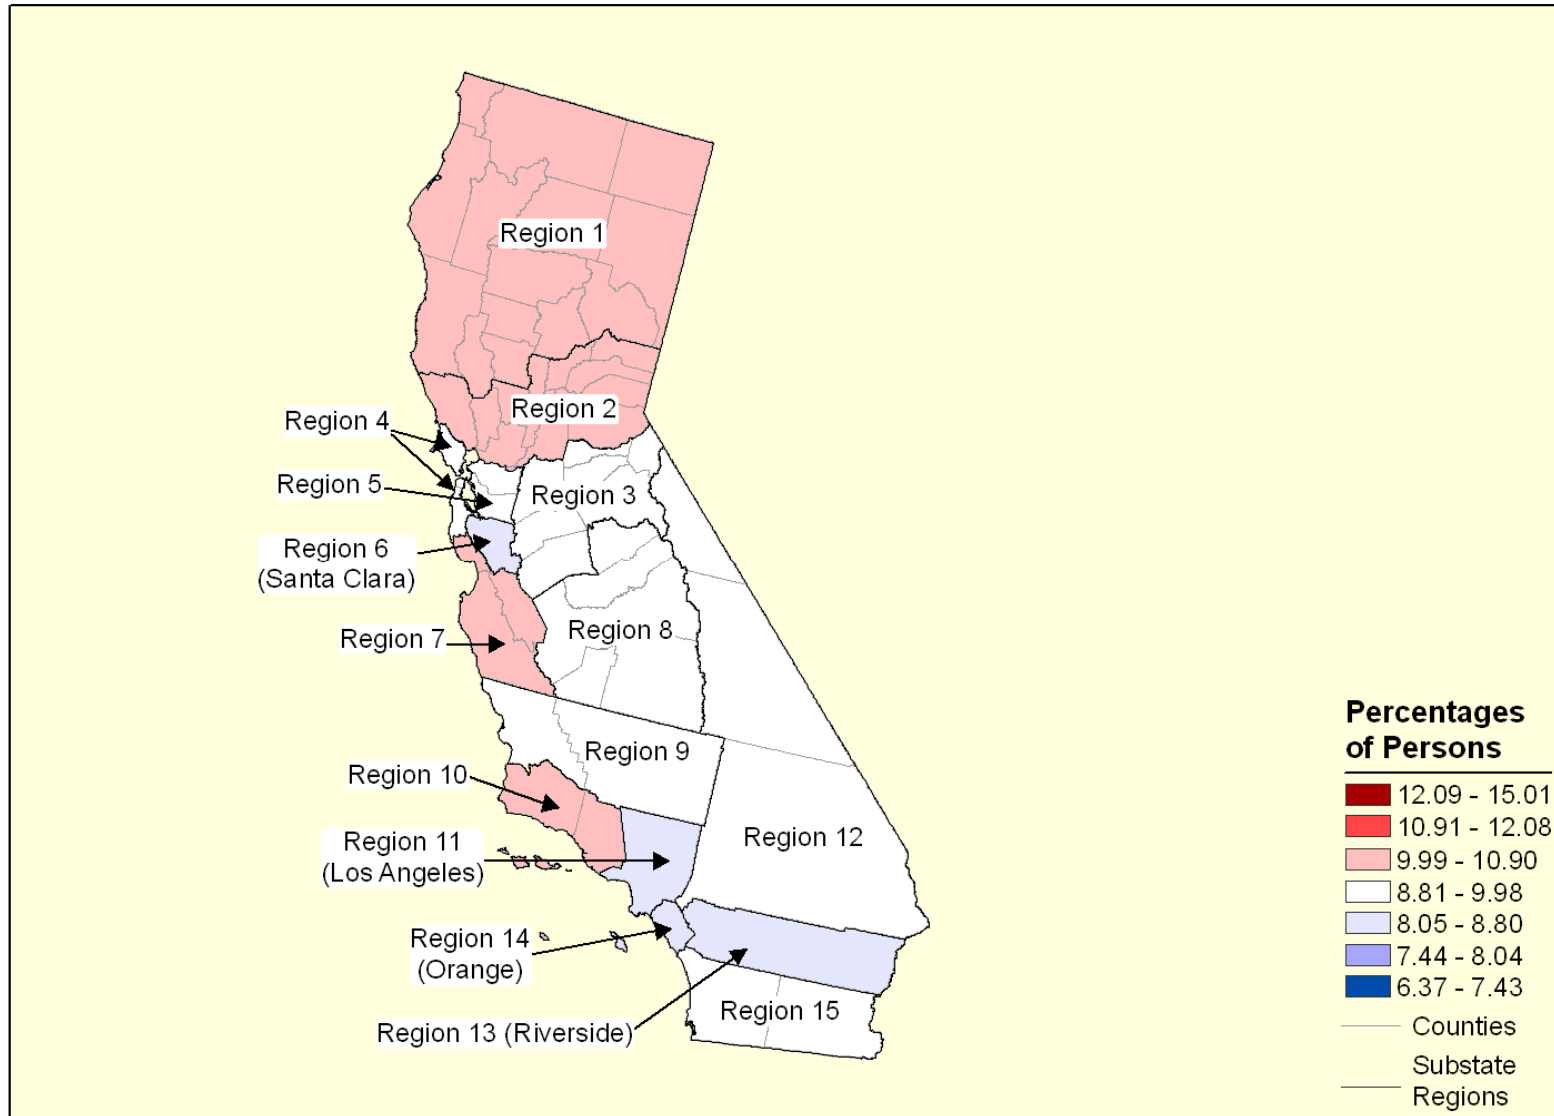 Region 1
Region 2
Region 4
Region 5
Region 3
Region 6
(Santa Clara)
Region 7
Region 8
Region 9
Region 10
Region 11
(Los Angeles)
Region 12
Region 14
(Orange)
Region 13 (Riverside)
Region 15
Percentages
of Persons
12.09 - 15.01
10.91 - 12.08
9.99 - 10.90
8.81 - 9.98
8.05 - 8.80
7.44 - 8.04
6.37 - 7.43
Counties
Substate
Regions